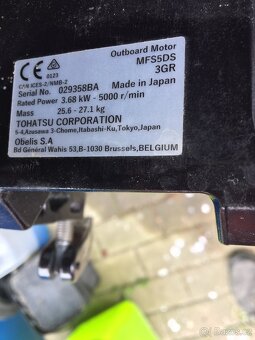 Outboard Motor
MFS5DS
3GR
CE 0123
CAN ICES-2/NMB-2
Serial No. 029358BA Made in Japan
Rated Power 3.68 kW - 5000 r/min
Mass 25.6 - 27.1 kg
TOHATSU CORPORATION
5-4,Azusawa 3-Chome,Itabashi-Ku,Tokyo,Japan
Obelis S.A
Bd Général Wahis 53,B-1030 Brussels,BELGIUM